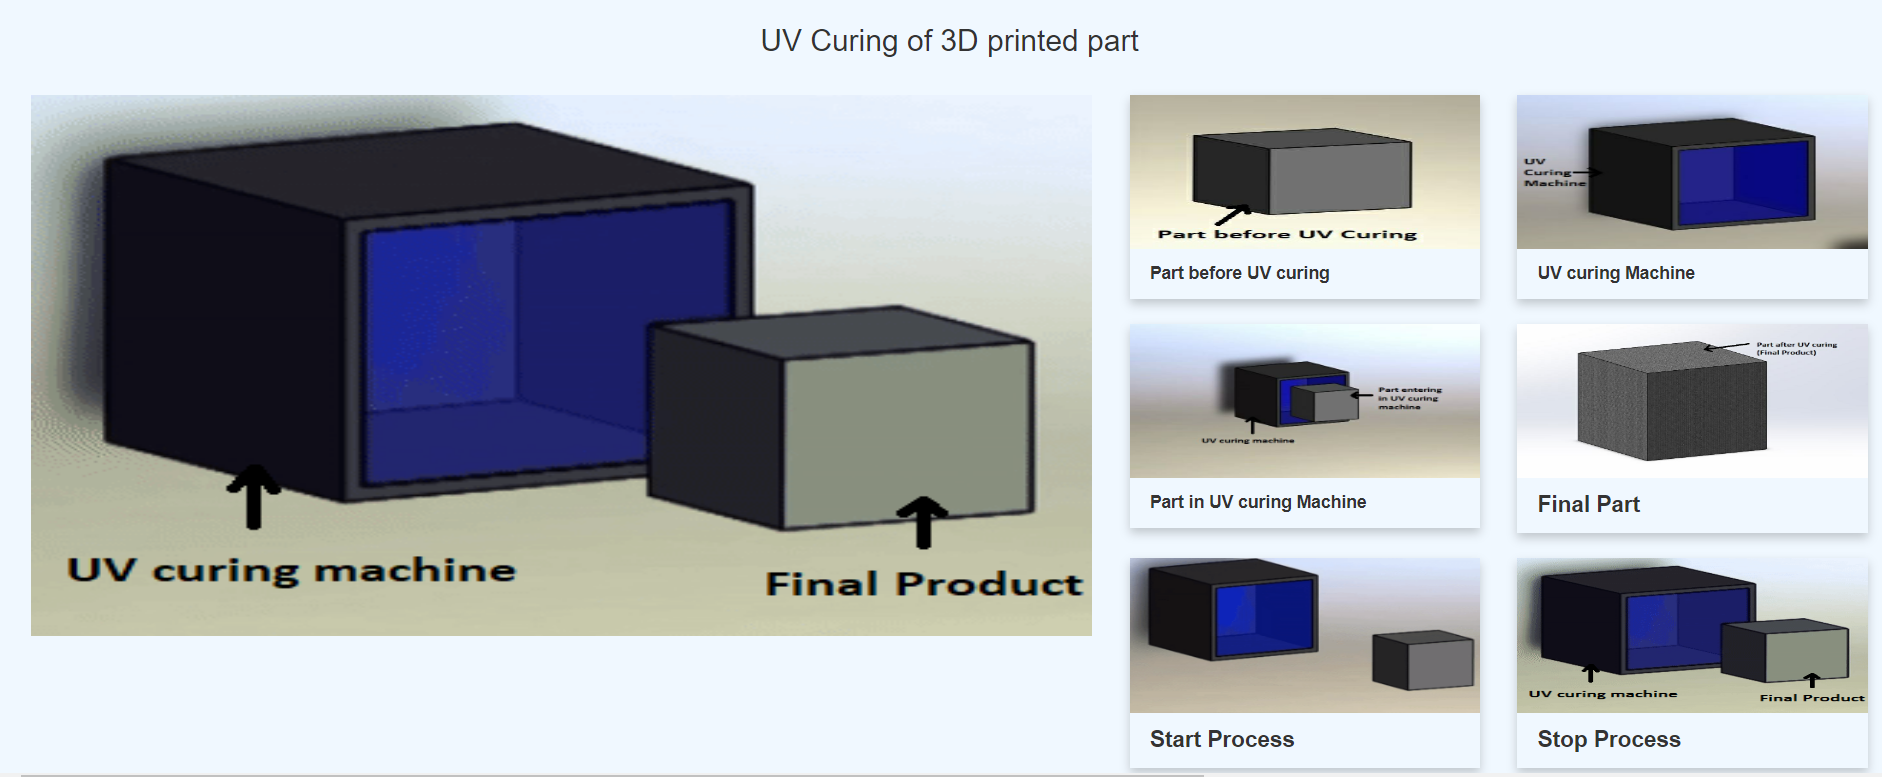 UV Curing of 3D printed part
UV curing machine
Final Product
Part before UV Curing
Part before UV curing
UV
Curing
Machine
UV curing Machine
Part entering
in UV curing
machine
UV curing machine
Part in UV curing Machine
Part after UV curing
(Final Product)
Final Part
Start Process
UV curing machine
Final Product
Stop Process